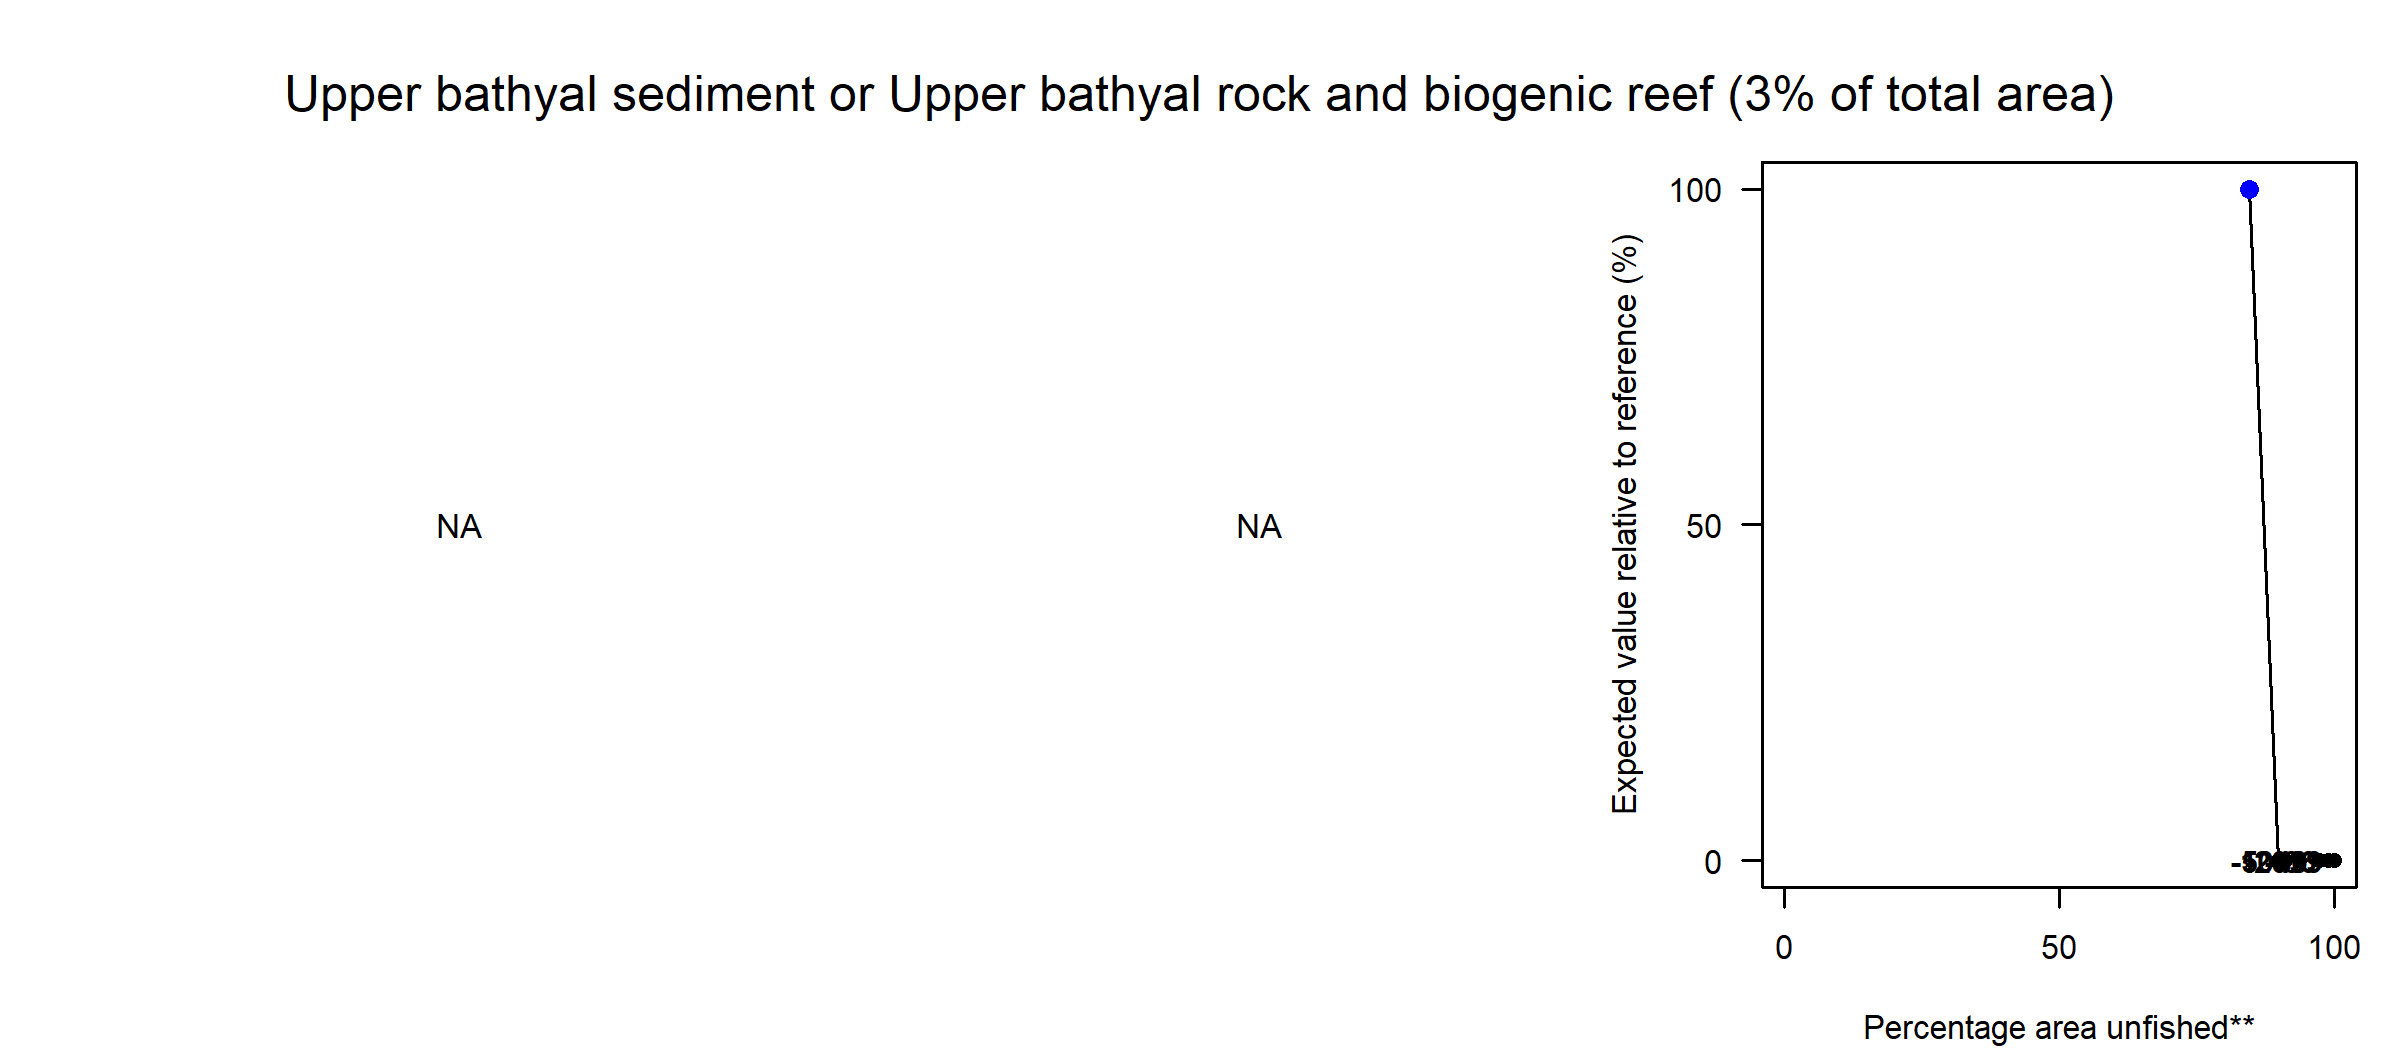 Upper bathyal sediment or Upper bathyal rock and biogenic reef (3% of total area)
NA
NA
Expected value relative to reference (%)
100
50
0
0
50
100
Percentage area unfished**